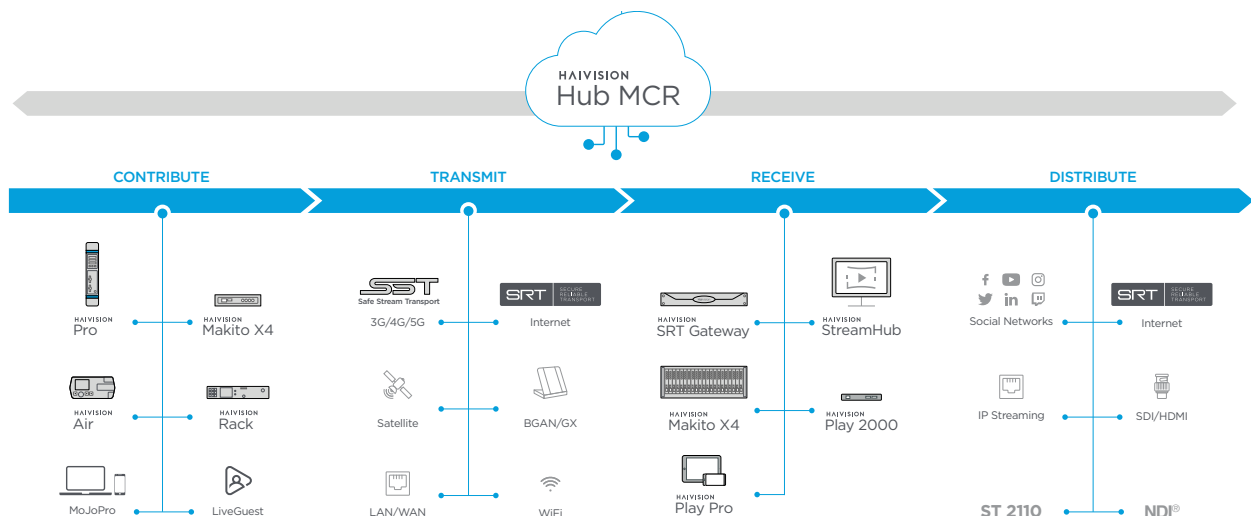 HAIVISION
Hub MCR
CONTRIBUTE
TRANSMIT
RECEIVE
DISTRIBUTE
HAIVISION
Pro
HAIVISION
Makito X4
HAIVISION
Air
HAIVISION
Rack
MoJoPro
LiveGuest
SST
Safe Stream Transport
3G/4G/5G
SRT
SECURE
RELIABLE
TRANSPORT
Internet
Satellite
BGAN/GX
LAN/WAN
WiFi
HAIVISION
SRT Gateway
HAIVISION
StreamHub
HAIVISION
Makito X4
HAIVISION
Play 2000
HAIVISION
Play Pro
f
in
Social Networks
SRT
SECURE
RELIABLE
TRANSPORT
Internet
IP Streaming
SDI/HDMI
ST 2110
NDI®